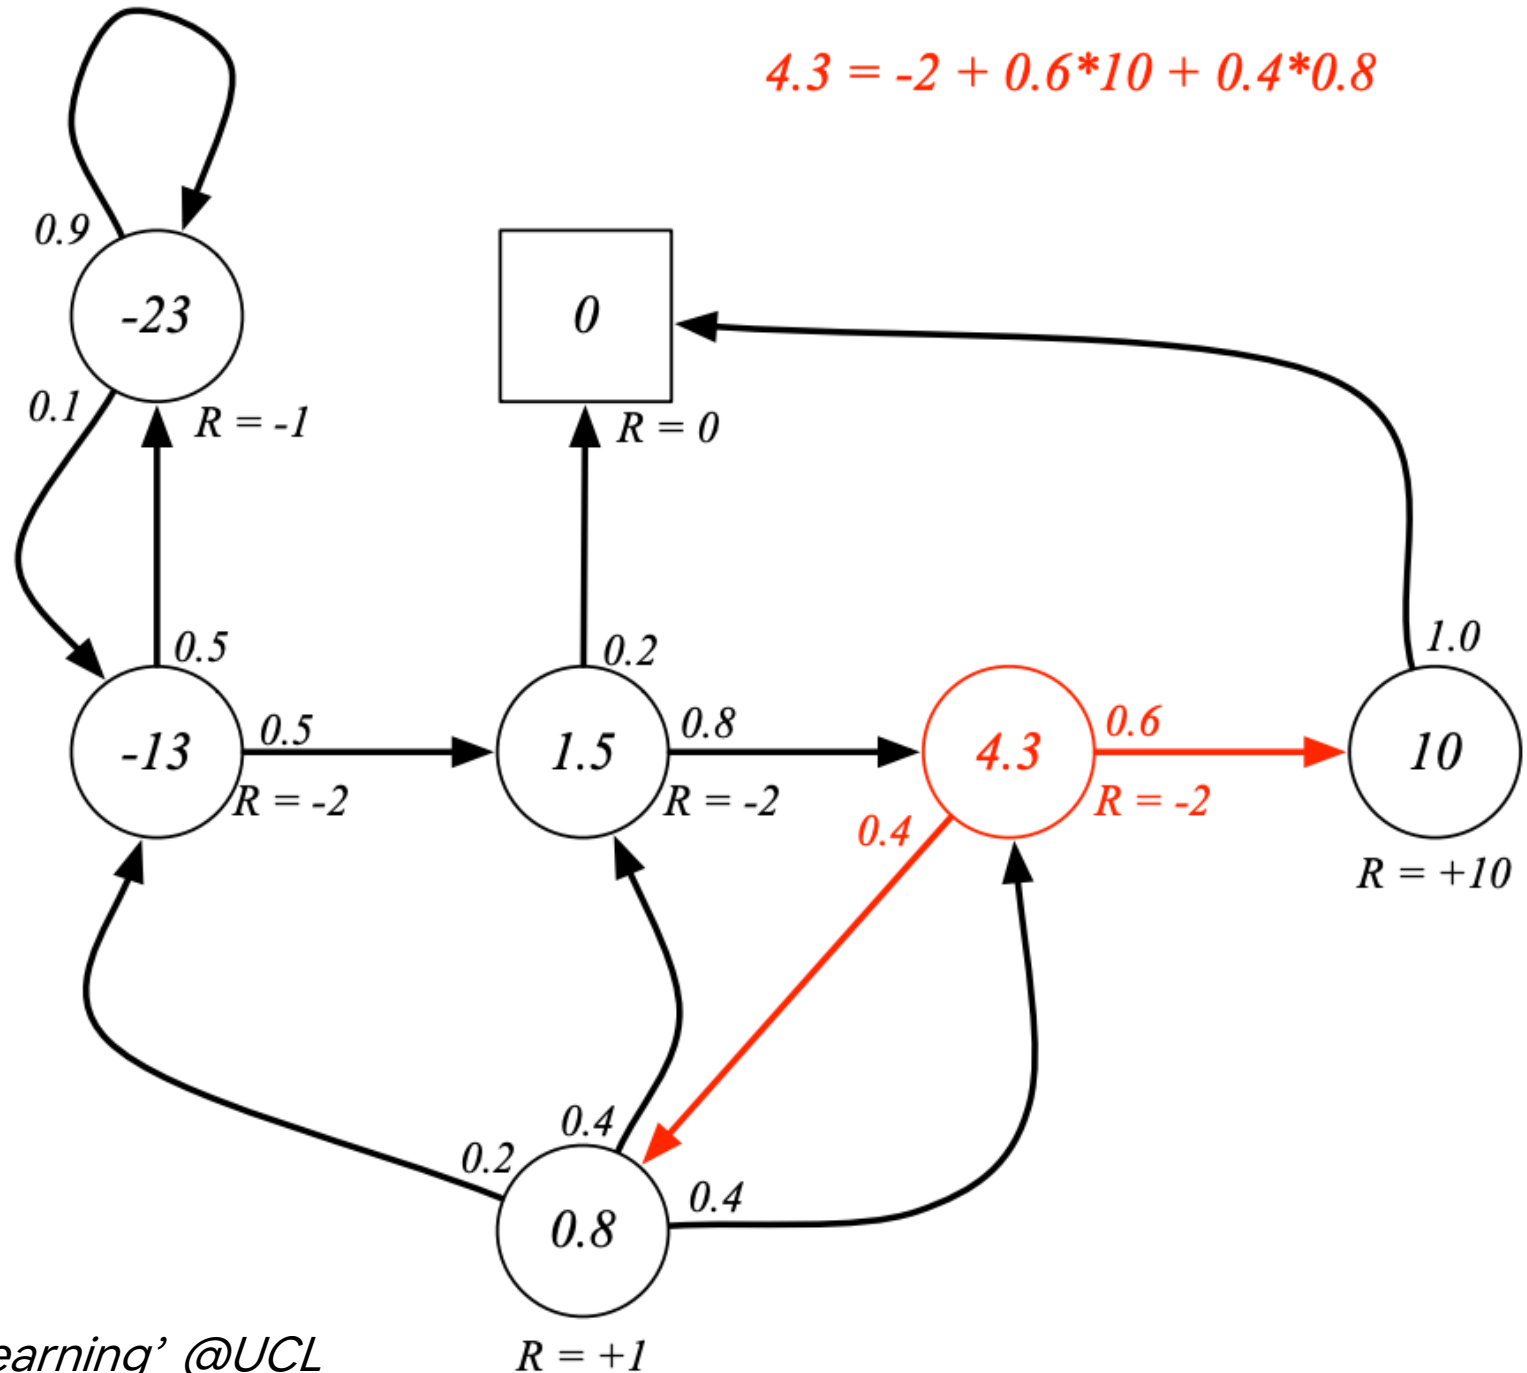 4.3 = -2 + 0.6*10 + 0.4*0.8
0.9
-23
0
0.1
R = -1
R = 0
0.5
0.2
1.0
-13
0.5
1.5
0.8
4.3
0.6
10
R = -2
R = -2
R = -2
0.4
R = +10
0.4
0.2
0.4
0.8
earning' @UCL
R = +1